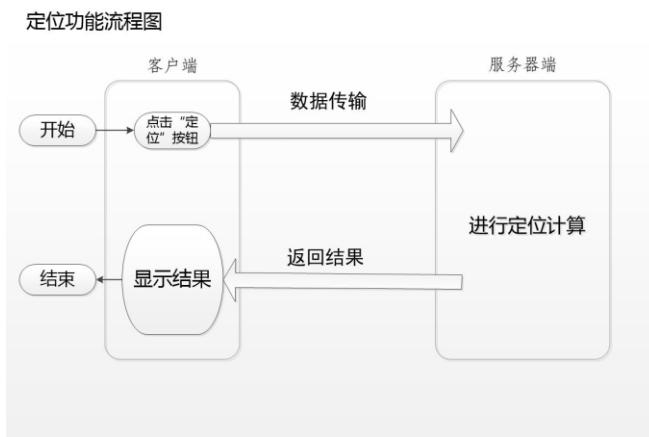 定位功能流程图
客户端
服务器端
数据传输
开始
点击“定
位”按钮
进行定位计算
返回结果
结束
显示结果